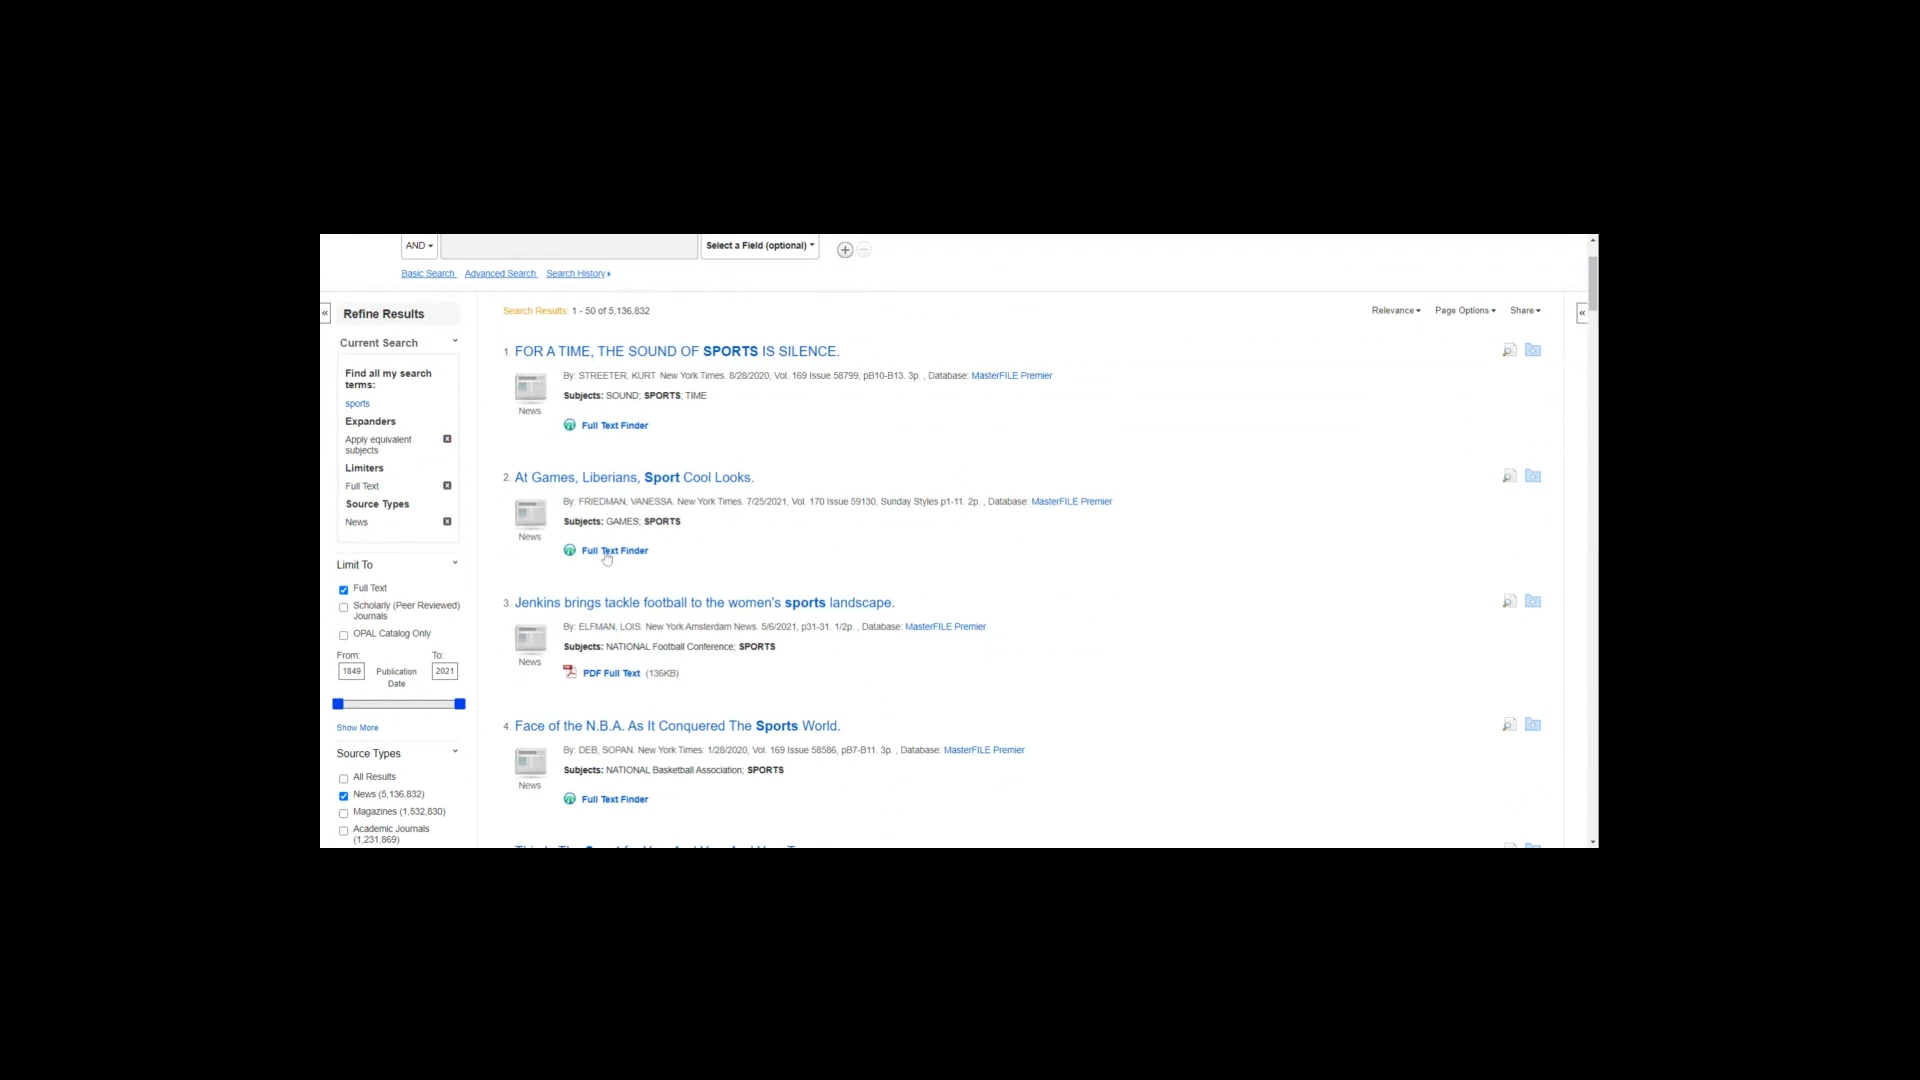 AND
Select a Field (optional)
Basic Search Advanced Search Search History
Refine Results
Current Search
Find all my search
terms:
sports
Expanders
Apply equivalent
subjects
Limiters
Full Text
Source Types
News
Limit To
Full Text
Scholarly (Peer Reviewed)
Journals
OPAL Catalog Only
From: To:
1849 Publication 2021
Date
Show More
Source Types
All Results
News (5,136,832)
Magazines (1,532,830)
Academic Journals
(1,231,869)
Search Results: 1 - 50 of 5,136,832
Relevance Page Options Share
1. FOR A TIME, THE SOUND OF SPORTS IS SILENCE.
By: STREETER, KURT. New York Times. 8/28/2020, Vol. 169 Issue 58799, pB10-B13. 3p. , Database: MasterFILE Premier
Subjects: SOUND; SPORTS; TIME
News
Full Text Finder
2. At Games, Liberians, Sport Cool Looks.
By: FRIEDMAN, VANESSA. New York Times. 7/25/2021, Vol. 170 Issue 59130, Sunday Styles p1-11. 2p. , Database: MasterFILE Premier
Subjects: GAMES; SPORTS
News
Full Text Finder
3. Jenkins brings tackle football to the women's sports landscape.
By: ELFMAN, LOIS. New York Amsterdam News. 5/6/2021, p31-31. 1/2p. , Database: MasterFILE Premier
Subjects: NATIONAL Football Conference; SPORTS
News
PDF Full Text (136KB)
4. Face of the N.B.A. As It Conquered The Sports World.
By: DEB, SOPAN. New York Times. 1/28/2020, Vol. 169 Issue 58586, pB7-B11. 3p. , Database: MasterFILE Premier
Subjects: NATIONAL Basketball Association; SPORTS
News
Full Text Finder